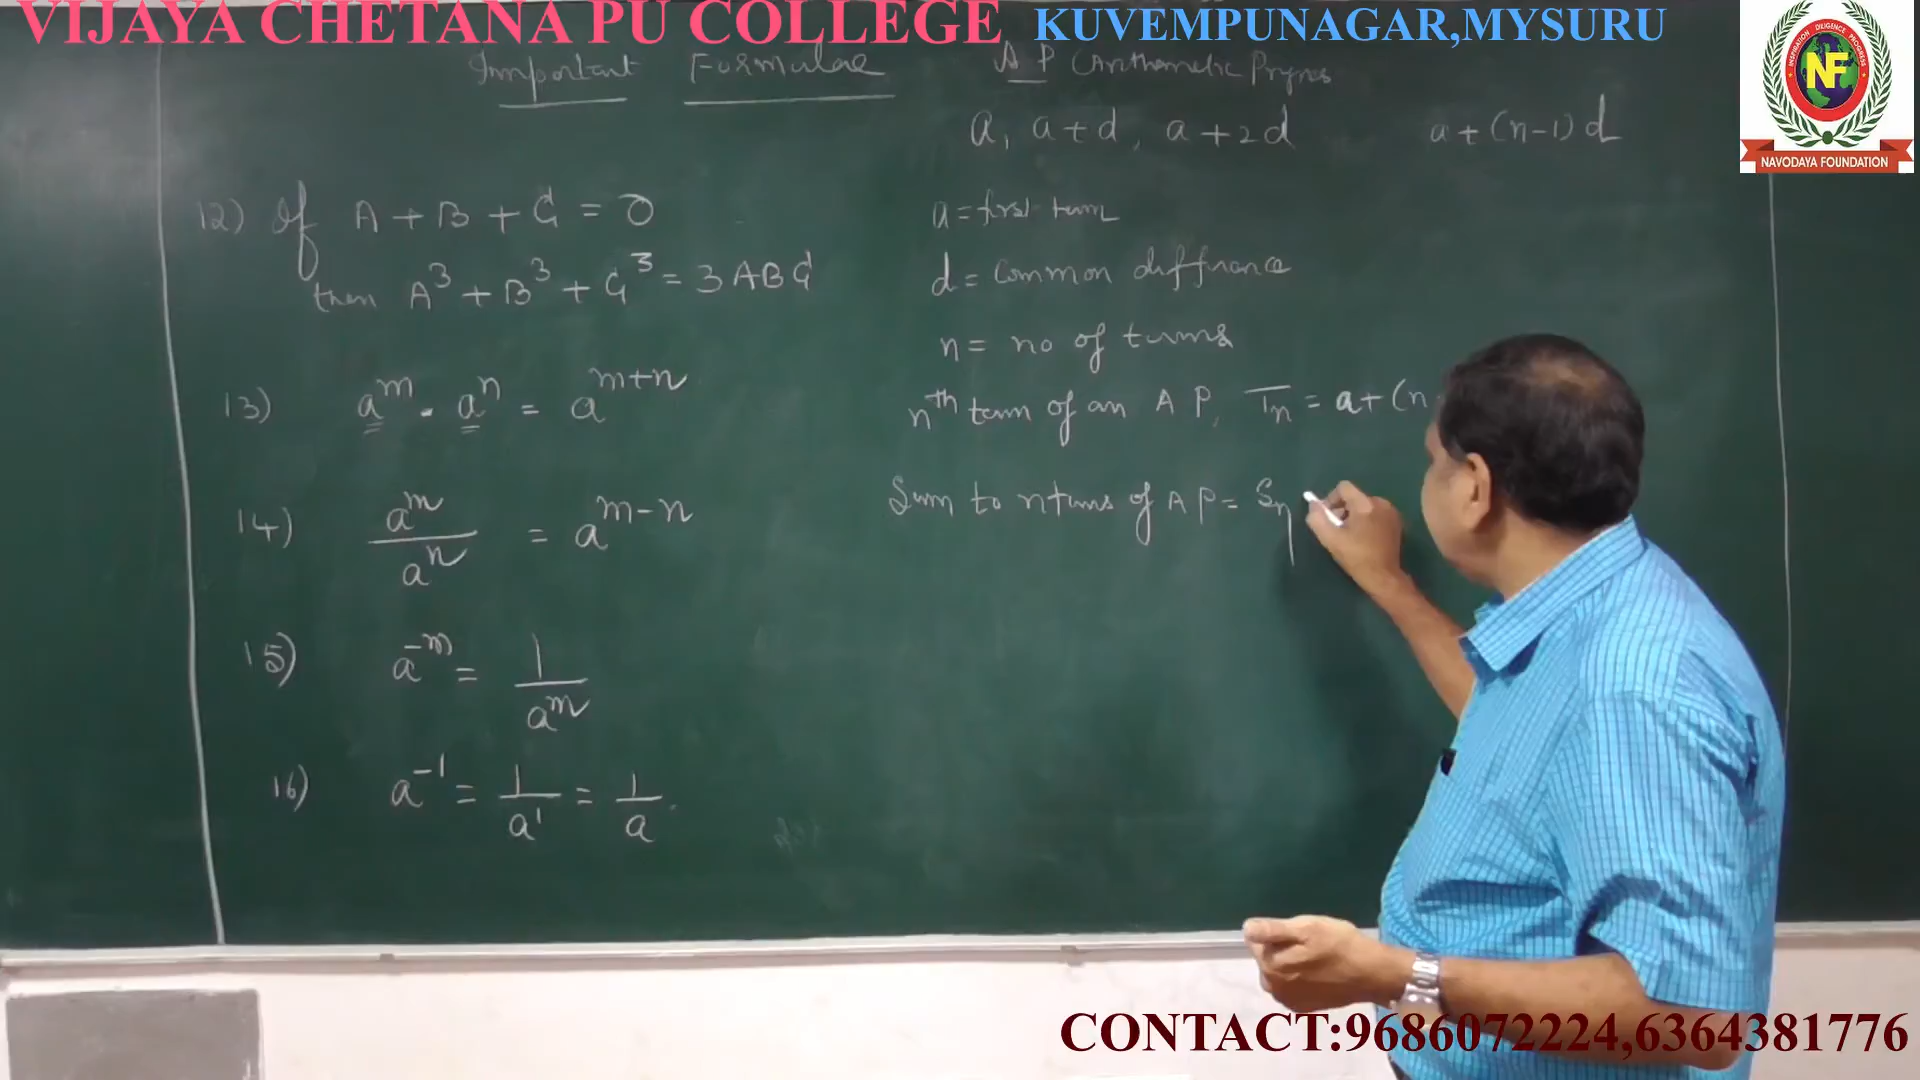 VIJAYA CHETANA PU COLLEGE KUVEMPUNAGAR,MYSURU
INSPIRATION DILIGENCE PROGRESS
NF
NAVODAYA FOUNDATION
Important Formulae
12) If A + B + C = 0
then A³ + B³ + C³ = 3ABC
13) aᵐ · aⁿ = aᵐ⁺ⁿ
14) aᵐ/aⁿ = aᵐ⁻ⁿ
15) a⁻ᵐ = 1/aᵐ
16) a⁻¹ = 1/a¹ = 1/a
A P (Arithmetic
a, a+d, a+2d a+(n-1)d
a = first term
d = Common difference
n = no of terms
nᵗʰ term of an A P, Tn = a+(n
Sum to n terms of A P = Sn
CONTACT:9686072224,6364381776